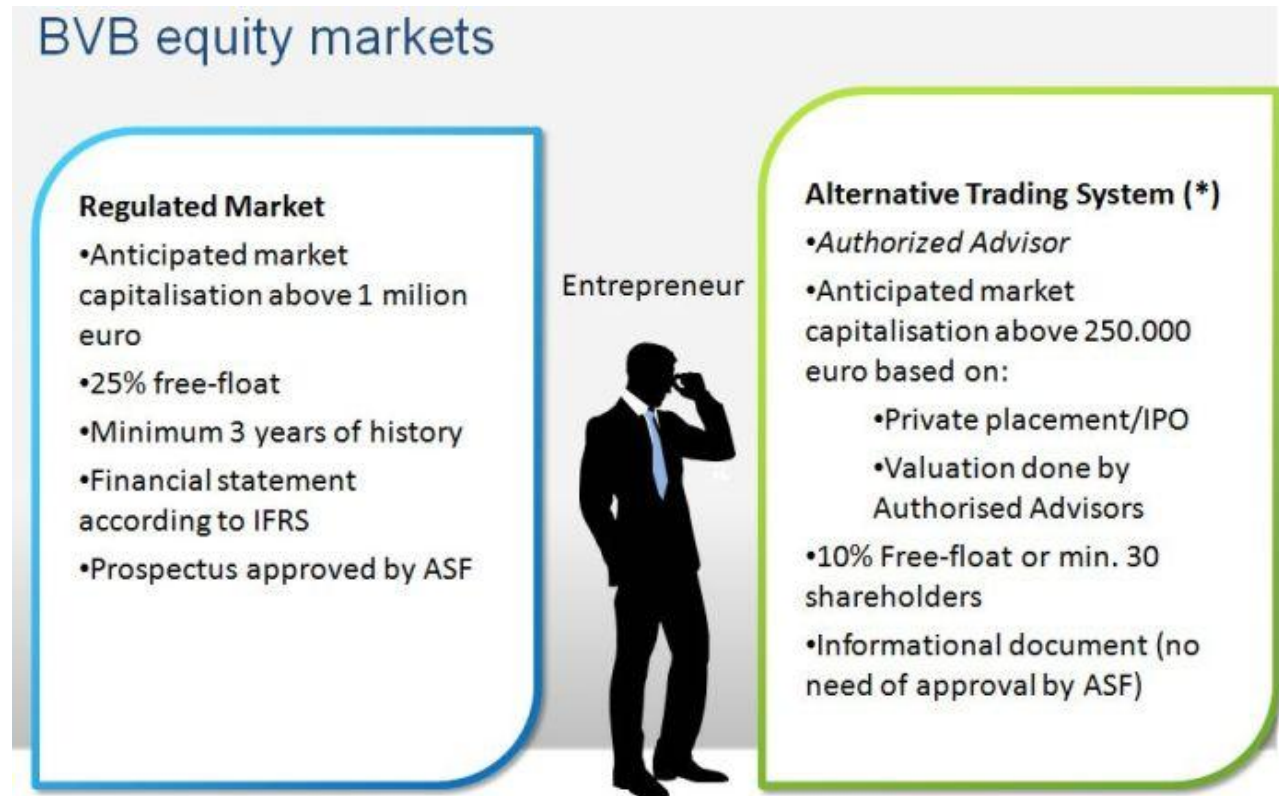 BVB equity markets
Regulated Market
•Anticipated market
capitalisation above 1 milion
euro
•25% free-float
•Minimum 3 years of history
•Financial statement
according to IFRS
•Prospectus approved by ASF
Entrepreneur
Alternative Trading System (*)
•Authorized Advisor
•Anticipated market
capitalisation above 250.000
euro based on:
•Private placement/IPO
•Valuation done by
Authorised Advisors
•10% Free-float or min. 30
shareholders
•Informational document (no
need of approval by ASF)